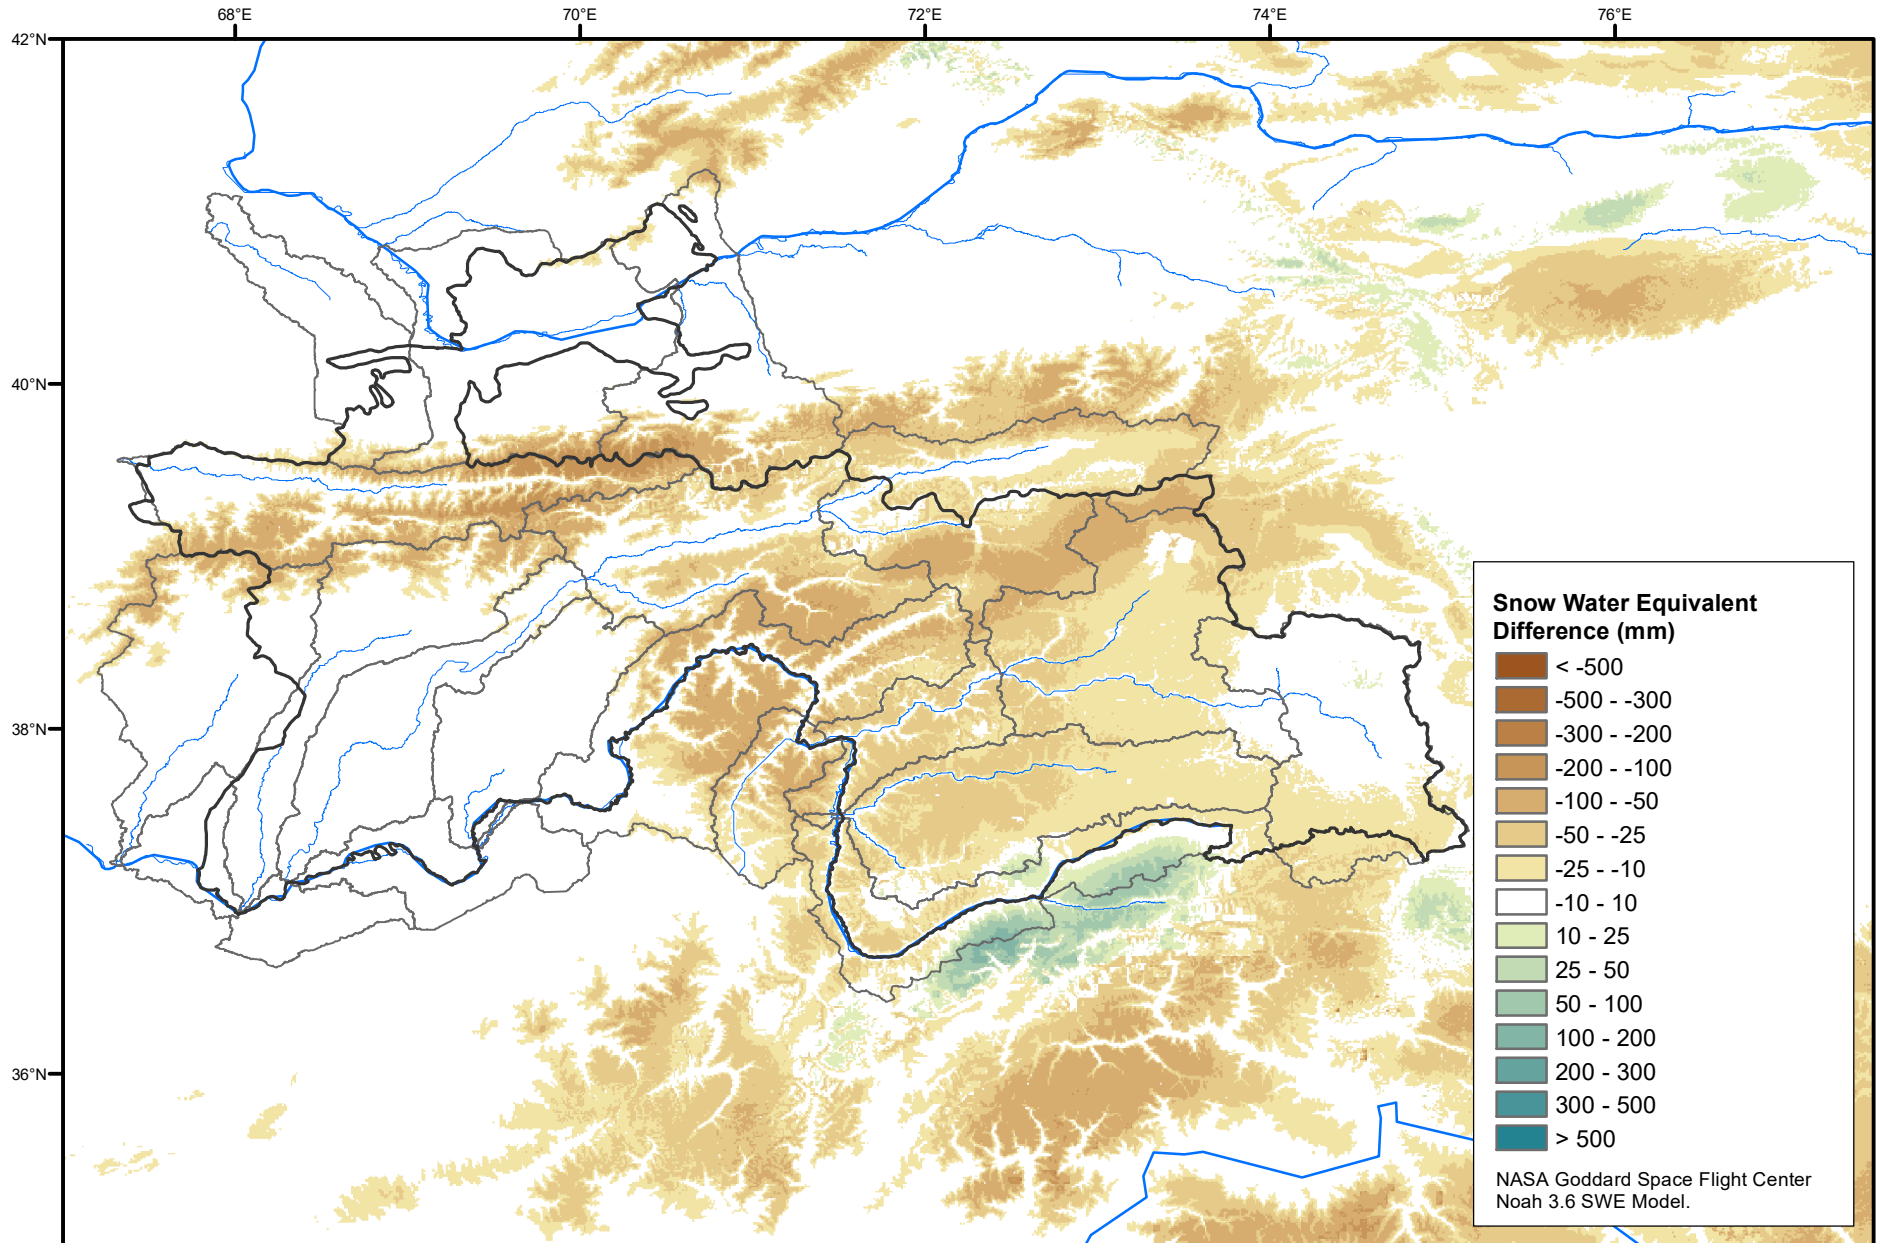 68°E
70°E
72°E
74°E
76°E
42°N
40°N
38°N
36°N
Snow Water Equivalent
Difference (mm)
< -500
-500 - -300
-300 - -200
-200 - -100
-100 - -50
-50 - -25
-25 - -10
-10 - 10
10 - 25
25 - 50
50 - 100
100 - 200
200 - 300
300 - 500
> 500
NASA Goddard Space Flight Center
Noah 3.6 SWE Model.